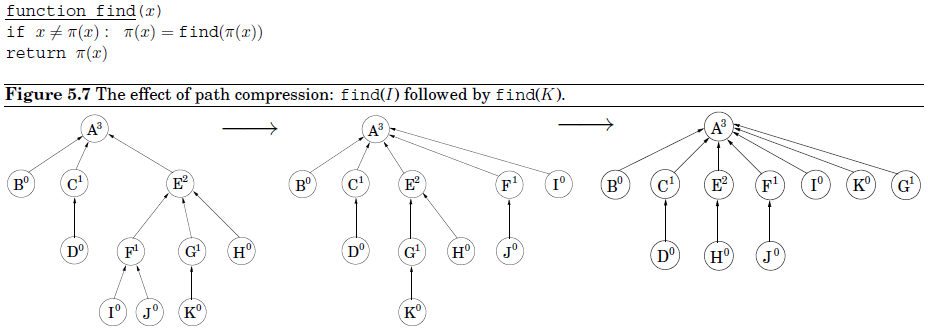 function find(x)
if x ≠ π(x): π(x) = find(π(x))
return π(x)
Figure 5.7 The effect of path compression: find(I) followed by find(K).
A³ A³ A³
B⁰ C¹ E² B⁰ C¹ E² F¹ I⁰ B⁰ C¹ E² F¹ I⁰ K⁰ G¹
D⁰ F¹ G¹ H⁰ D⁰ G¹ H⁰ J⁰ D⁰ H⁰ J⁰
I⁰ J⁰ K⁰ K⁰